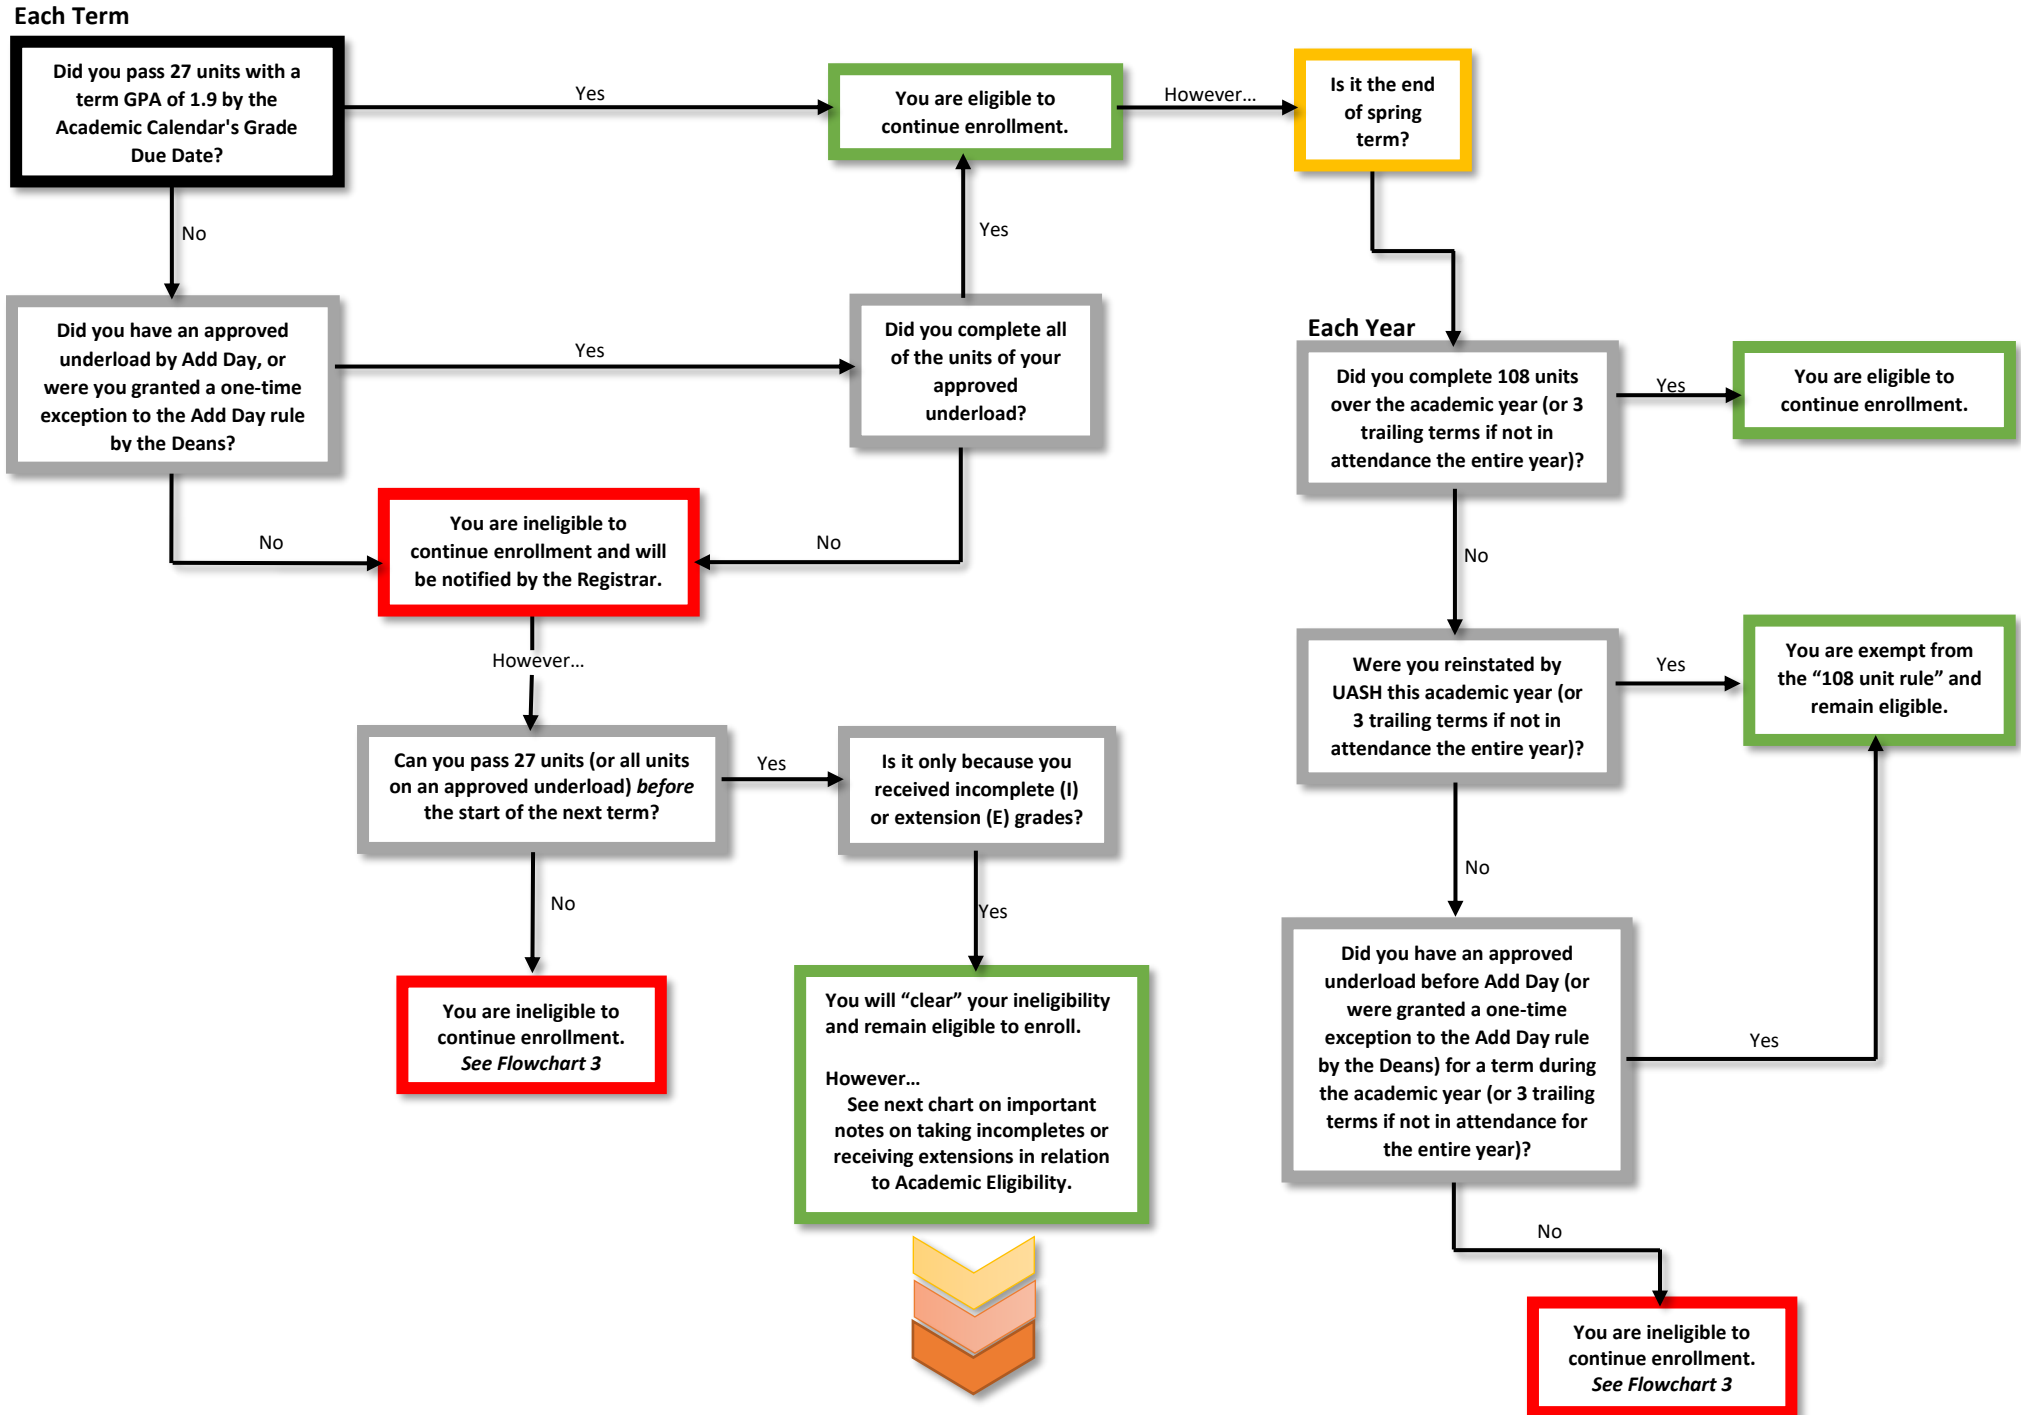 Each Term
Did you pass 27 units with a
term GPA of 1.9 by the
Academic Calendar's Grade
Due Date?
Yes
You are eligible to
continue enrollment.
However…
Is it the end
of spring
term?
No
Yes
Did you have an approved
underload by Add Day, or
were you granted a one-time
exception to the Add Day rule
by the Deans?
Yes
Did you complete all
of the units of your
approved
underload?
No
No
You are ineligible to
continue enrollment and will
be notified by the Registrar.
However…
Can you pass 27 units (or all units
on an approved underload) before
the start of the next term?
Yes
Is it only because you
received incomplete (I)
or extension (E) grades?
No
Yes
You are ineligible to
continue enrollment.
See Flowchart 3
You will “clear” your ineligibility
and remain eligible to enroll.
However…
See next chart on important
notes on taking incompletes or
receiving extensions in relation
to Academic Eligibility.
Each Year
Did you complete 108 units
over the academic year (or 3
trailing terms if not in
attendance the entire year)?
Yes
You are eligible to
continue enrollment.
No
Were you reinstated by
UASH this academic year (or
3 trailing terms if not in
attendance the entire year)?
Yes
You are exempt from
the “108 unit rule” and
remain eligible.
No
Did you have an approved
underload before Add Day (or
were granted a one-time
exception to the Add Day rule
by the Deans) for a term during
the academic year (or 3 trailing
terms if not in attendance for
the entire year)?
Yes
No
You are ineligible to
continue enrollment.
See Flowchart 3